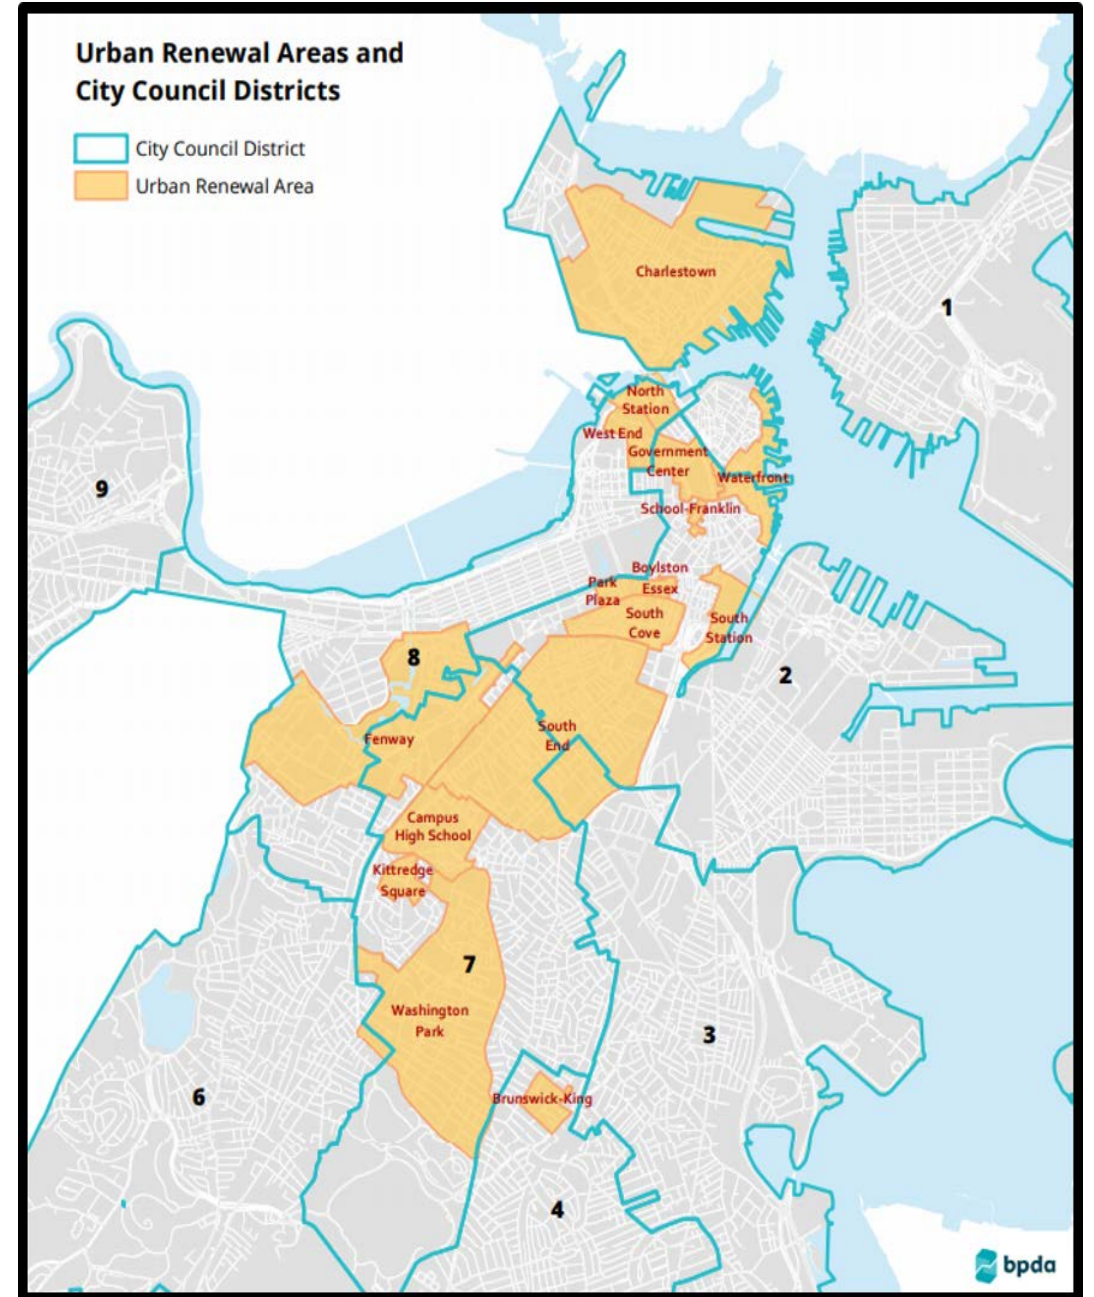 Urban Renewal Areas and
City Council Districts
City Council District
Urban Renewal Area
Charlestown
1
North
Station
West End
Government
Center
Waterfront
9
School-Franklin
Boylston
Essex
Park
Plaza
South
Cove
South
Station
8
2
South
End
Fenway
Campus
High School
Kittredge
Square
7
Washington
Park
3
6
Brunswick-King
4
bpda